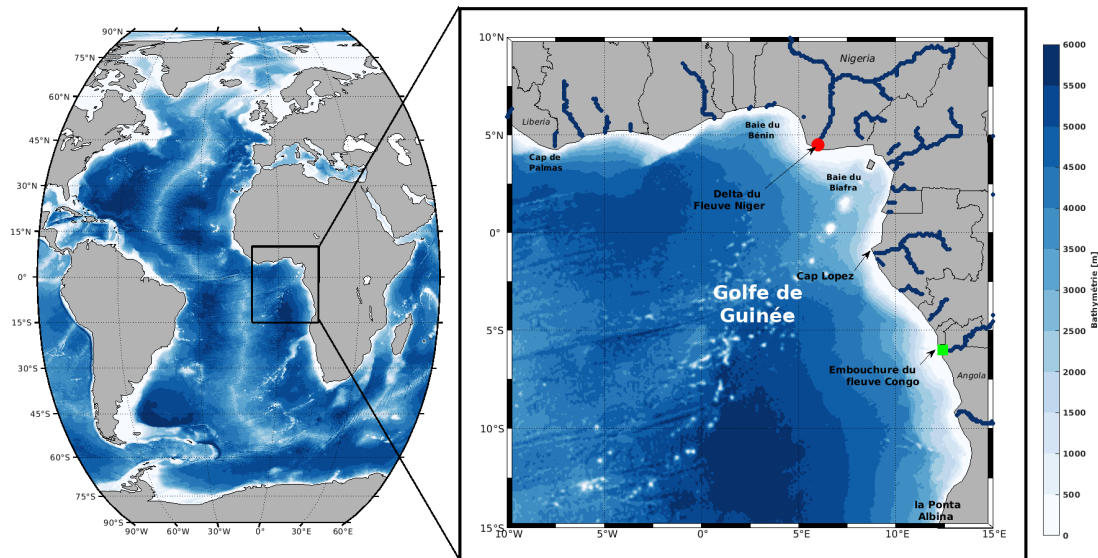 90°N
75°N
60°N
45°N
30°N
15°N
0°
15°S
30°S
45°S
60°S
75°S
90°S
90°W
60°W
30°W
0°
30°E
60°E
10°N
5°N
0°
5°S
10°S
15°S
10°W
5°W
0°
5°E
10°E
15°E
Nigeria
Liberia
Baie du
Bénin
Cap de
Palmas
Baie du
Biafra
Delta du
Fleuve Niger
Cap Lopez
Golfe de
Guinée
Embouchure du
fleuve Congo
Angola
la Ponta
Albina
6000
5500
5000
4500
4000
3500
3000
2500
2000
1500
1000
500
0
Bathymétrie [m]